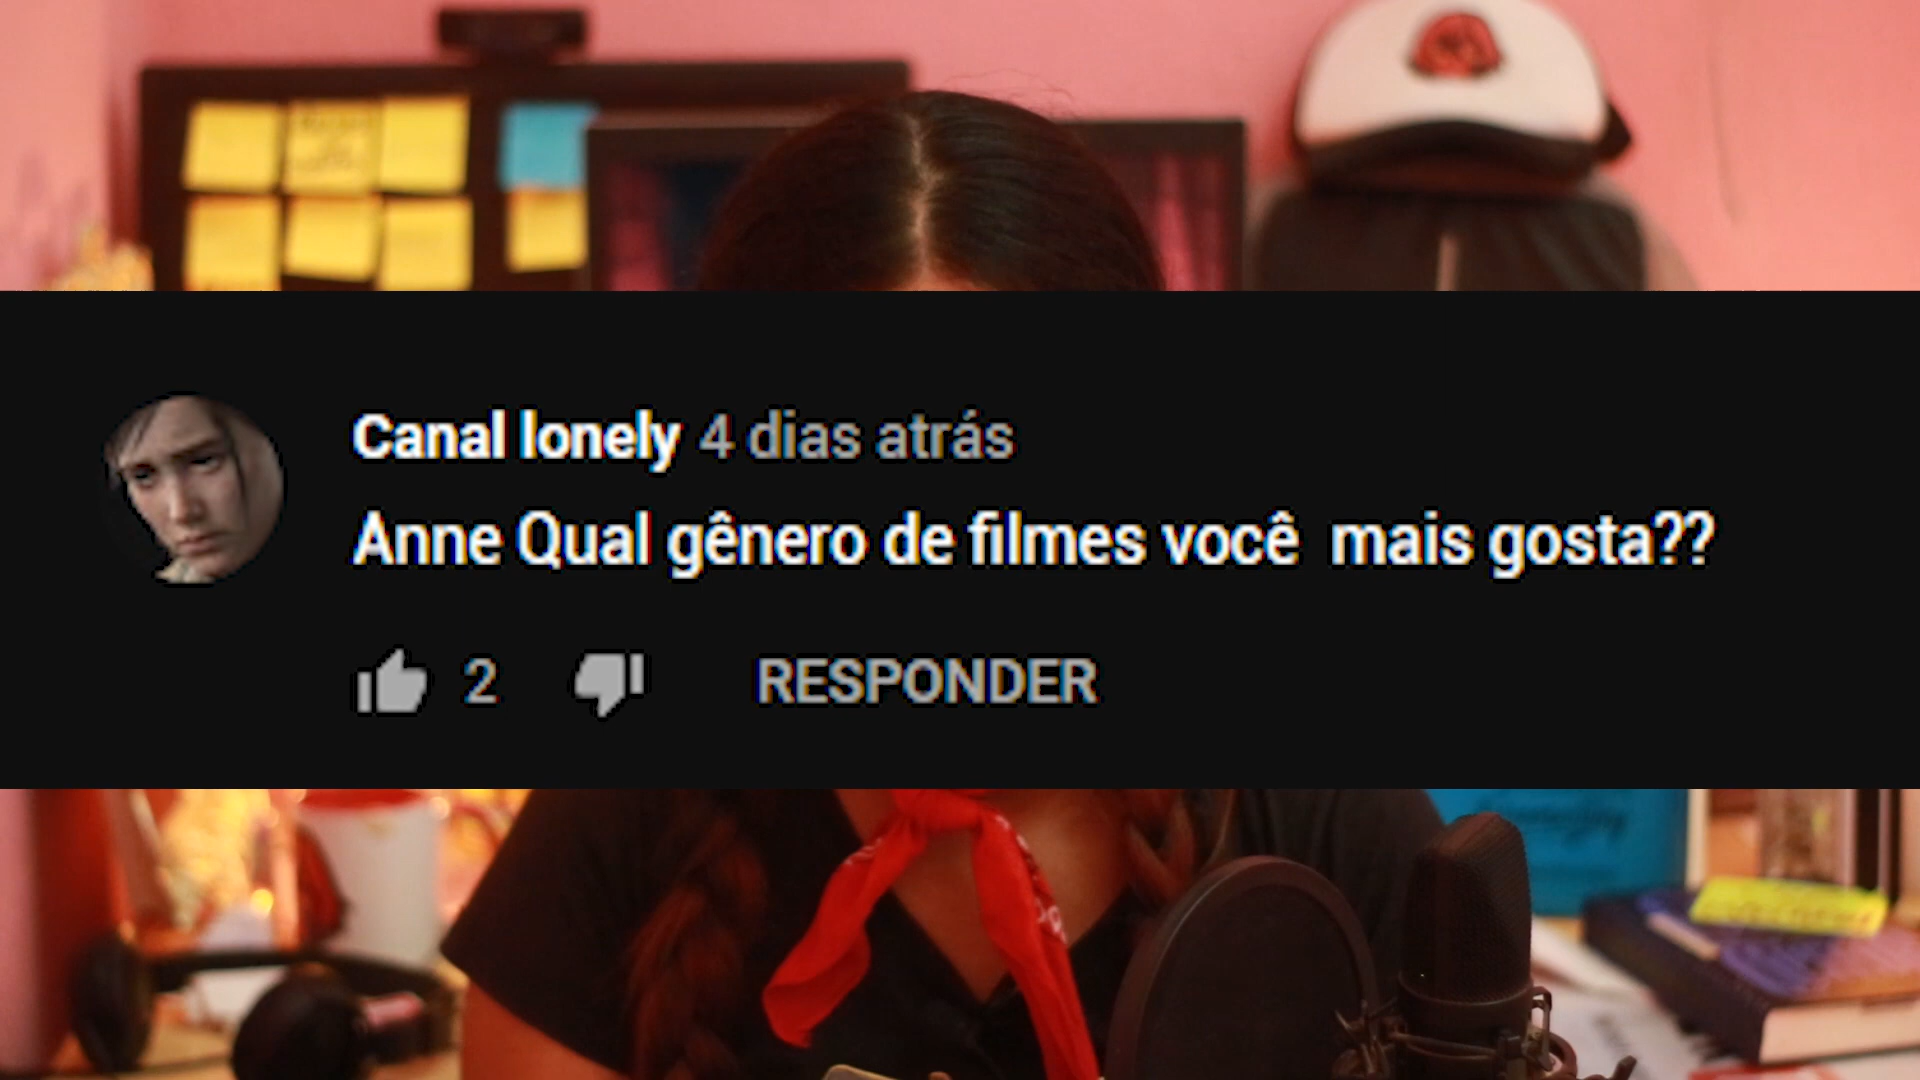 Canal lonely 4 dias atrás
Anne Qual gênero de filmes você  mais gosta??
2
RESPONDER